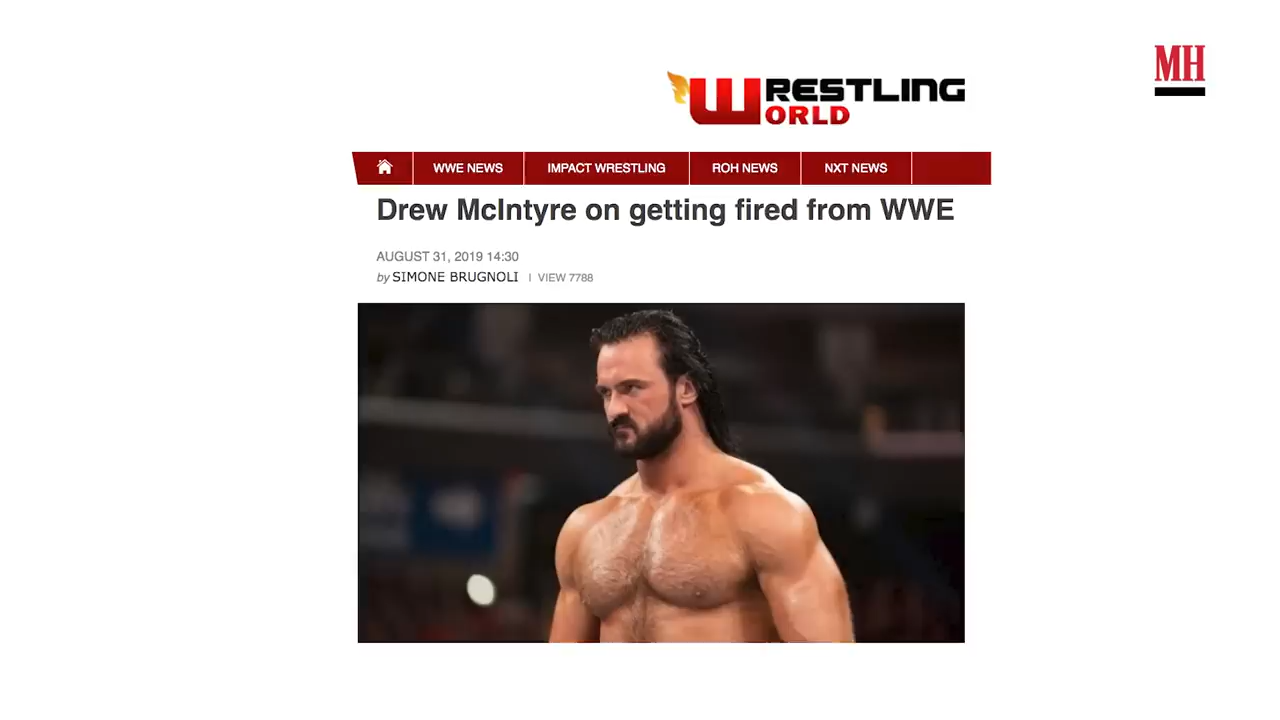 MH
WRESTLING
WORLD
WWE NEWS
IMPACT WRESTLING
ROH NEWS
NXT NEWS
Drew McIntyre on getting fired from WWE
AUGUST 31, 2019 14:30
by SIMONE BRUGNOLI | VIEW 7788